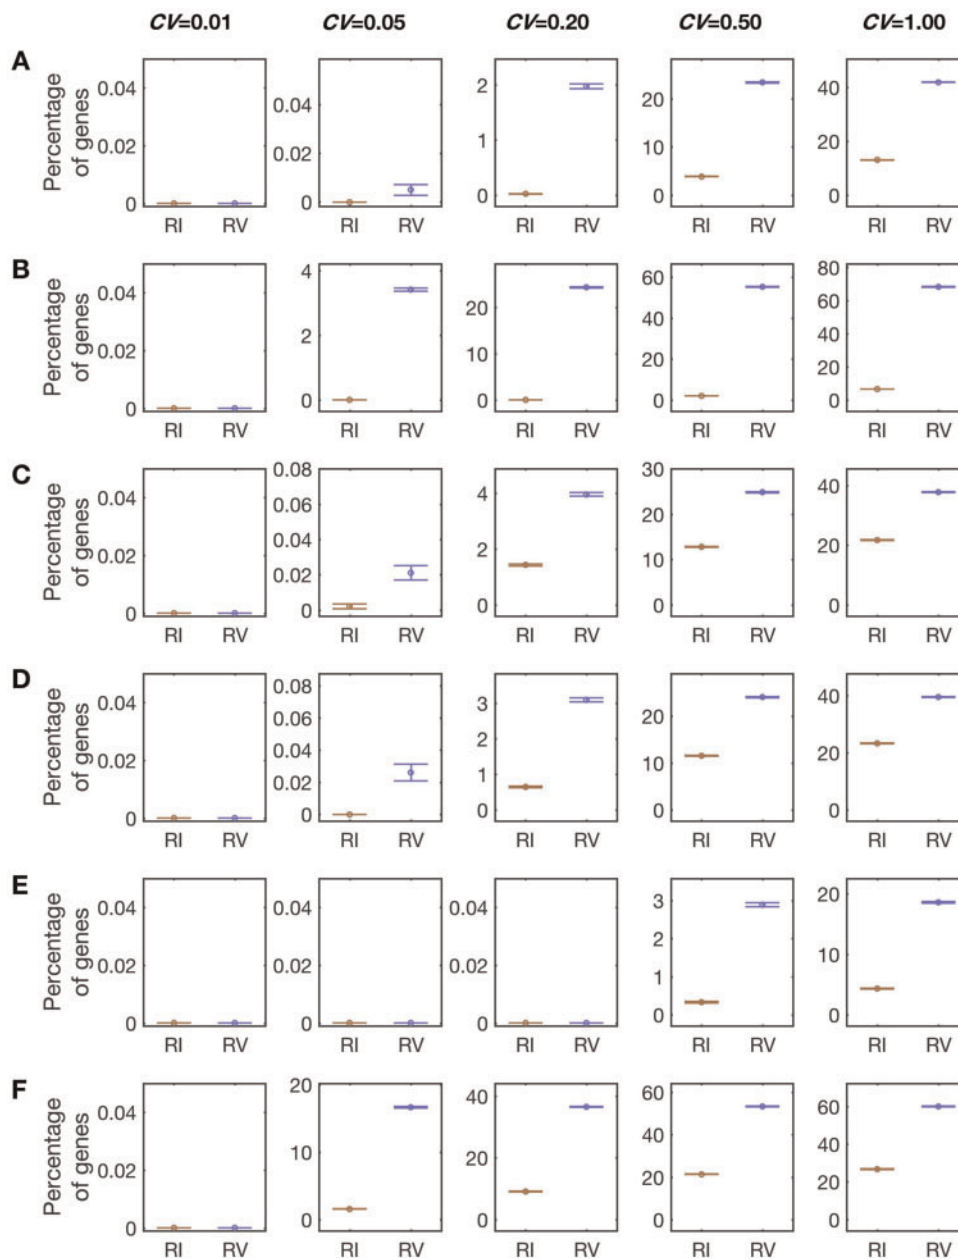 CV=0.01 CV=0.05 CV=0.20 CV=0.50 CV=1.00
A
Percentage of genes
0.04 0.02 0
RI RV
0.04 0.02 0
RI RV
2 1 0
RI RV
20 10 0
RI RV
40 20 0
RI RV
B
Percentage of genes
0.04 0.02 0
RI RV
4 2 0
RI RV
20 10 0
RI RV
60 40 20 0
RI RV
80 60 40 20 0
RI RV
C
Percentage of genes
0.04 0.02 0
RI RV
0.08 0.06 0.04 0.02 0
RI RV
4 2 0
RI RV
30 20 10 0
RI RV
40 20 0
RI RV
D
Percentage of genes
0.04 0.02 0
RI RV
0.08 0.06 0.04 0.02 0
RI RV
3 2 1 0
RI RV
20 10 0
RI RV
40 20 0
RI RV
E
Percentage of genes
0.04 0.02 0
RI RV
0.04 0.02 0
RI RV
0.04 0.02 0
RI RV
3 2 1 0
RI RV
20 10 0
RI RV
F
Percentage of genes
0.04 0.02 0
RI RV
20 10 0
RI RV
40 20 0
RI RV
60 40 20 0
RI RV
60 40 20 0
RI RV